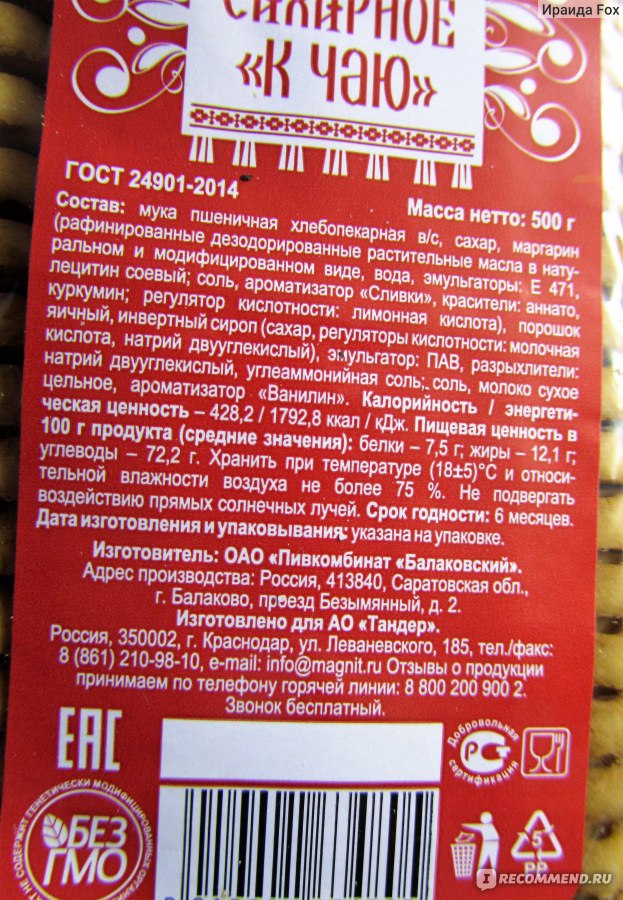 Ираида Fox
САХАРНОЕ
«К ЧАЮ»
ГОСТ 24901-2014
Масса нетто: 500 г
Состав: мука пшеничная хлебопекарная в/с, сахар, маргарин
(рафинированные дезодорированные растительные масла в нату-
ральном и модифицированном виде, вода, эмульгаторы: Е 471,
лецитин соевый; соль, ароматизатор «Сливки», красители: аннато,
куркумин; регулятор кислотности: лимонная кислота), порошок
яичный, инвертный сироп (сахар, регуляторы кислотности: молочная
кислота, натрий двууглекислый), эмульгатор: ПАВ, разрыхлители:
натрий двууглекислый, углеаммонийная соль; соль, молоко сухое
цельное, ароматизатор «Ванилин». Калорийность / энергети-
ческая ценность – 428,2 / 1792,8 ккал / кДж. Пищевая ценность в
100 г продукта (средние значения): белки – 7,5 г; жиры – 12,1 г;
углеводы – 72,2 г. Хранить при температуре (18±5)°С и относи-
тельной влажности воздуха не более 75 %. Не подвергать
воздействию прямых солнечных лучей. Срок годности: 6 месяцев.
Дата изготовления и упаковывания: указана на упаковке.
Изготовитель: ОАО «Пивкомбинат «Балаковский».
Адрес производства: Россия, 413840, Саратовская обл.,
г. Балаково, проезд Безымянный, д. 2.
Изготовлено для АО «Тандер».
Россия, 350002, г. Краснодар, ул. Леваневского, 185, тел./факс:
8 (861) 210-98-10, e-mail: info@magnit.ru Отзывы о продукции
принимаем по телефону горячей линии: 8 800 200 900 2.
Звонок бесплатный.
ЕАС
Добровольная
РСТ
сертификация
НЕ СОДЕРЖИТ ГЕНЕТИЧЕСКИ МОДИФИЦИРОВАННЫХ
БЕЗ
ГМО
5
PP
I RECOMMEND.RU